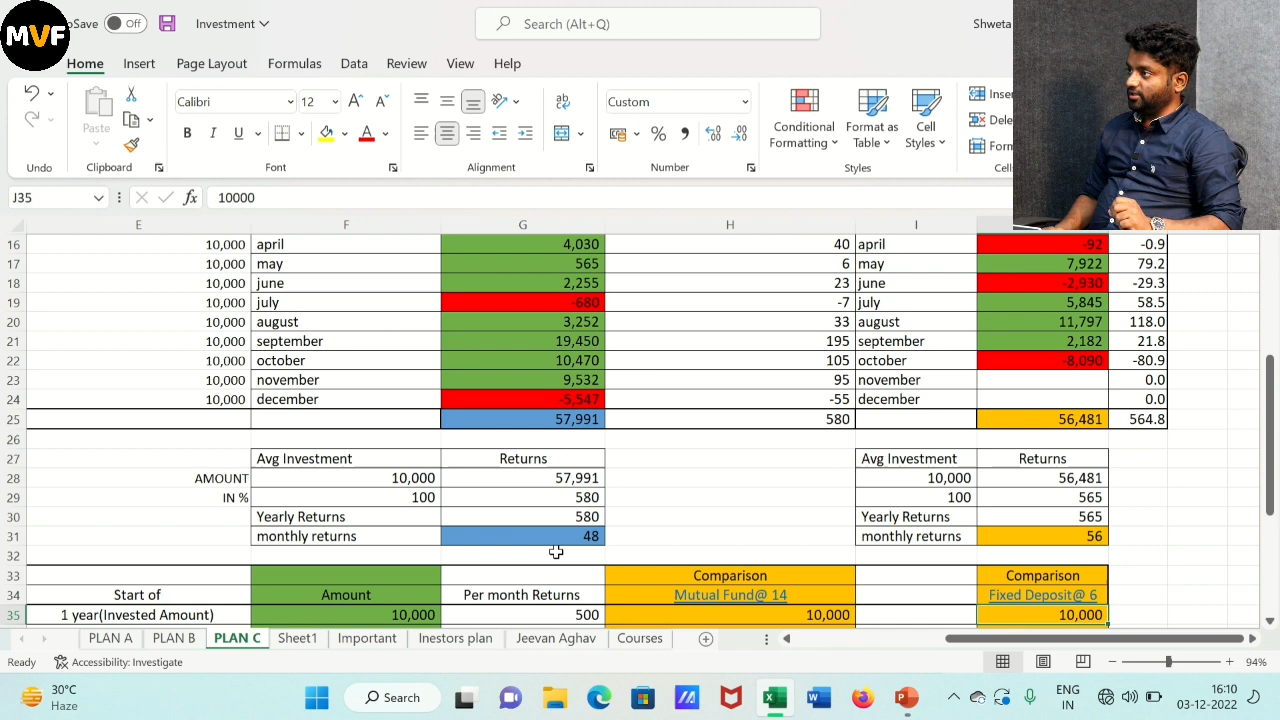 MVF
oSave Off Investment Search (Alt+Q) Shweta
Home Insert Page Layout Formulas Data Review View Help
Calibri 12 ab Custom
Paste Conditional Formatting Format as Table Cell Styles Inser Dele Form
Undo Clipboard Font Alignment Number Styles Cells
J35 fx 10000
E F G H I
16 10,000 april 4,030 40 april -92 -0.9
17 10,000 may 565 6 may 7,922 79.2
18 10,000 june 2,255 23 june -2,930 -29.3
19 10,000 july -680 -7 july 5,845 58.5
20 10,000 august 3,252 33 august 11,797 118.0
21 10,000 september 19,450 195 september 2,182 21.8
22 10,000 october 10,470 105 october -8,090 -80.9
23 10,000 november 9,532 95 november 0.0
24 10,000 december -5,547 -55 december 0.0
25 57,991 580 56,481 564.8
26
27 Avg Investment Returns Avg Investment Returns
28 AMOUNT 10,000 57,991 10,000 56,481
29 IN % 100 580 100 565
30 Yearly Returns 580 Yearly Returns 565
31 monthly returns 48 monthly returns 56
32
33 Comparison Comparison
34 Start of Amount Per month Returns Mutual Fund@ 14 Fixed Deposit@ 6
35 1 year(Invested Amount) 10,000 500 10,000 10,000
PLAN A PLAN B PLAN C Sheet1 Important Inestors plan Jeevan Aghav Courses
Ready Accessibility: Investigate 94%
30°C Haze Search ENG IN 16:10 03-12-2022